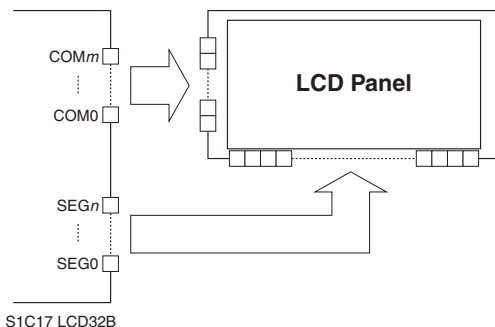 COMm
LCD Panel
COM0
SEGn
SEG0
S1C17 LCD32B